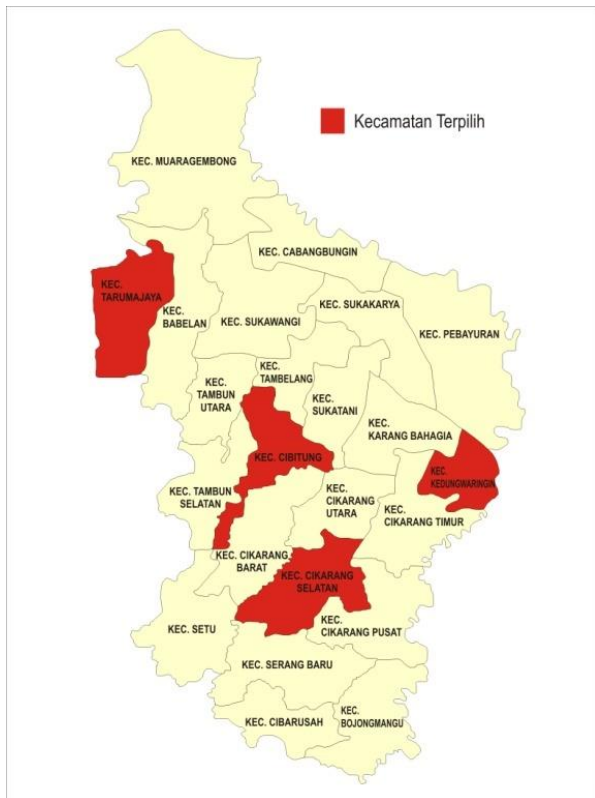 Kecamatan Terpilih
KEC. MUARAGEMBONG
KEC. CABANGBUNGIN
KEC.
TARUMAJAYA
KEC.
BABELAN
KEC. SUKAWANGI
KEC. SUKAKARYA
KEC. PEBAYURAN
KEC.
TAMBELANG
KEC.
TAMBUN
UTARA
KEC.
SUKATANI
KEC.
KARANG BAHAGIA
KEC. CIBITUNG
KEC.
KEDUNGWARINGIN
KEC. TAMBUN
SELATAN
KEC.
CIKARANG
UTARA
KEC.
CIKARANG TIMUR
KEC. CIKARANG
BARAT
KEC. CIKARANG
SELATAN
KEC. SETU
KEC.
CIKARANG PUSAT
KEC. SERANG BARU
KEC. CIBARUSAH
KEC.
BOJONGMANGU